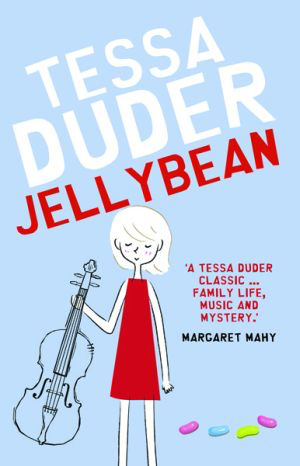 TESSA
DUDER
JELLYBEAN
'A TESSA DUDER
CLASSIC ...
FAMILY LIFE,
MUSIC AND
MYSTERY.'
MARGARET MAHY